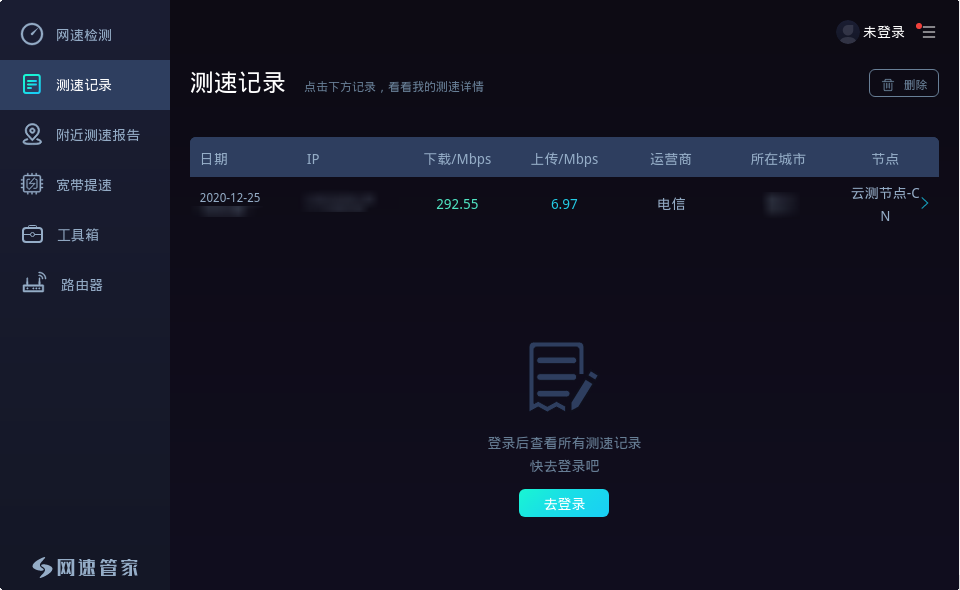 网速检测
测速记录
附近测速报告
宽带提速
工具箱
路由器
网速管家
未登录
测速记录
点击下方记录，看看我的测速详情
删除
日期 IP 下载/Mbps 上传/Mbps 运营商 所在城市 节点
2020-12-25 292.55 6.97 电信 云测节点-C
N
登录后查看所有测速记录
快去登录吧
去登录